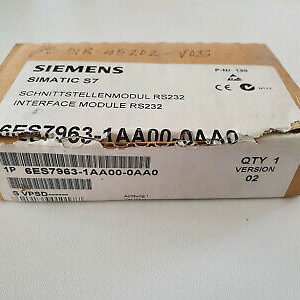 SIEMENS
SIMATIC S7
SCHNITTSTELLENMODUL RS232
INTERFACE MODULE RS232
6ES7963-1AA00-0AA0
1P 6ES7963-1AA00-0AA0
QTY 1
VERSION
02
S VPSD